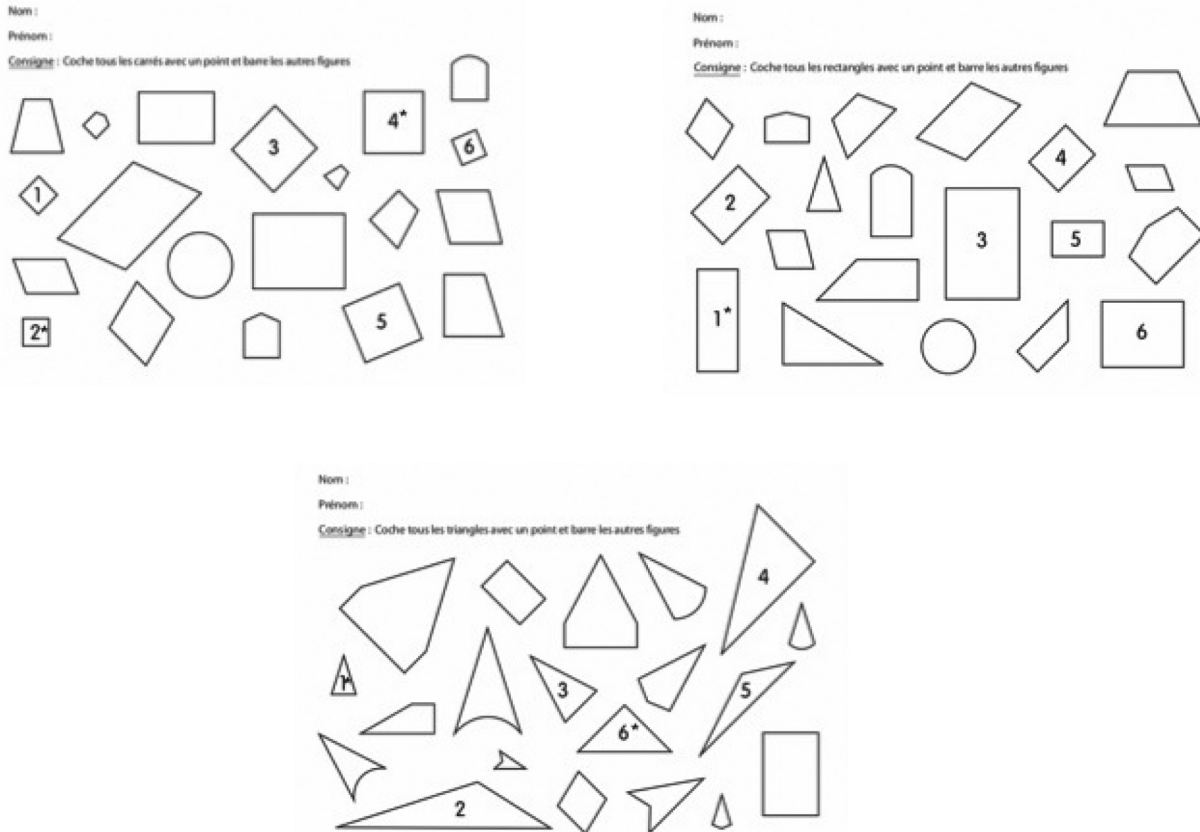 Nom :
Prénom :
Consigne : Coche tous les carrés avec un point et barre les autres figures
3
4*
6
1
2*
5
Nom :
Prénom :
Consigne : Coche tous les rectangles avec un point et barre les autres figures
4
2
3
5
1*
6
Nom :
Prénom :
Consigne : Coche tous les triangles avec un point et barre les autres figures
4
1*
3
5
6*
2